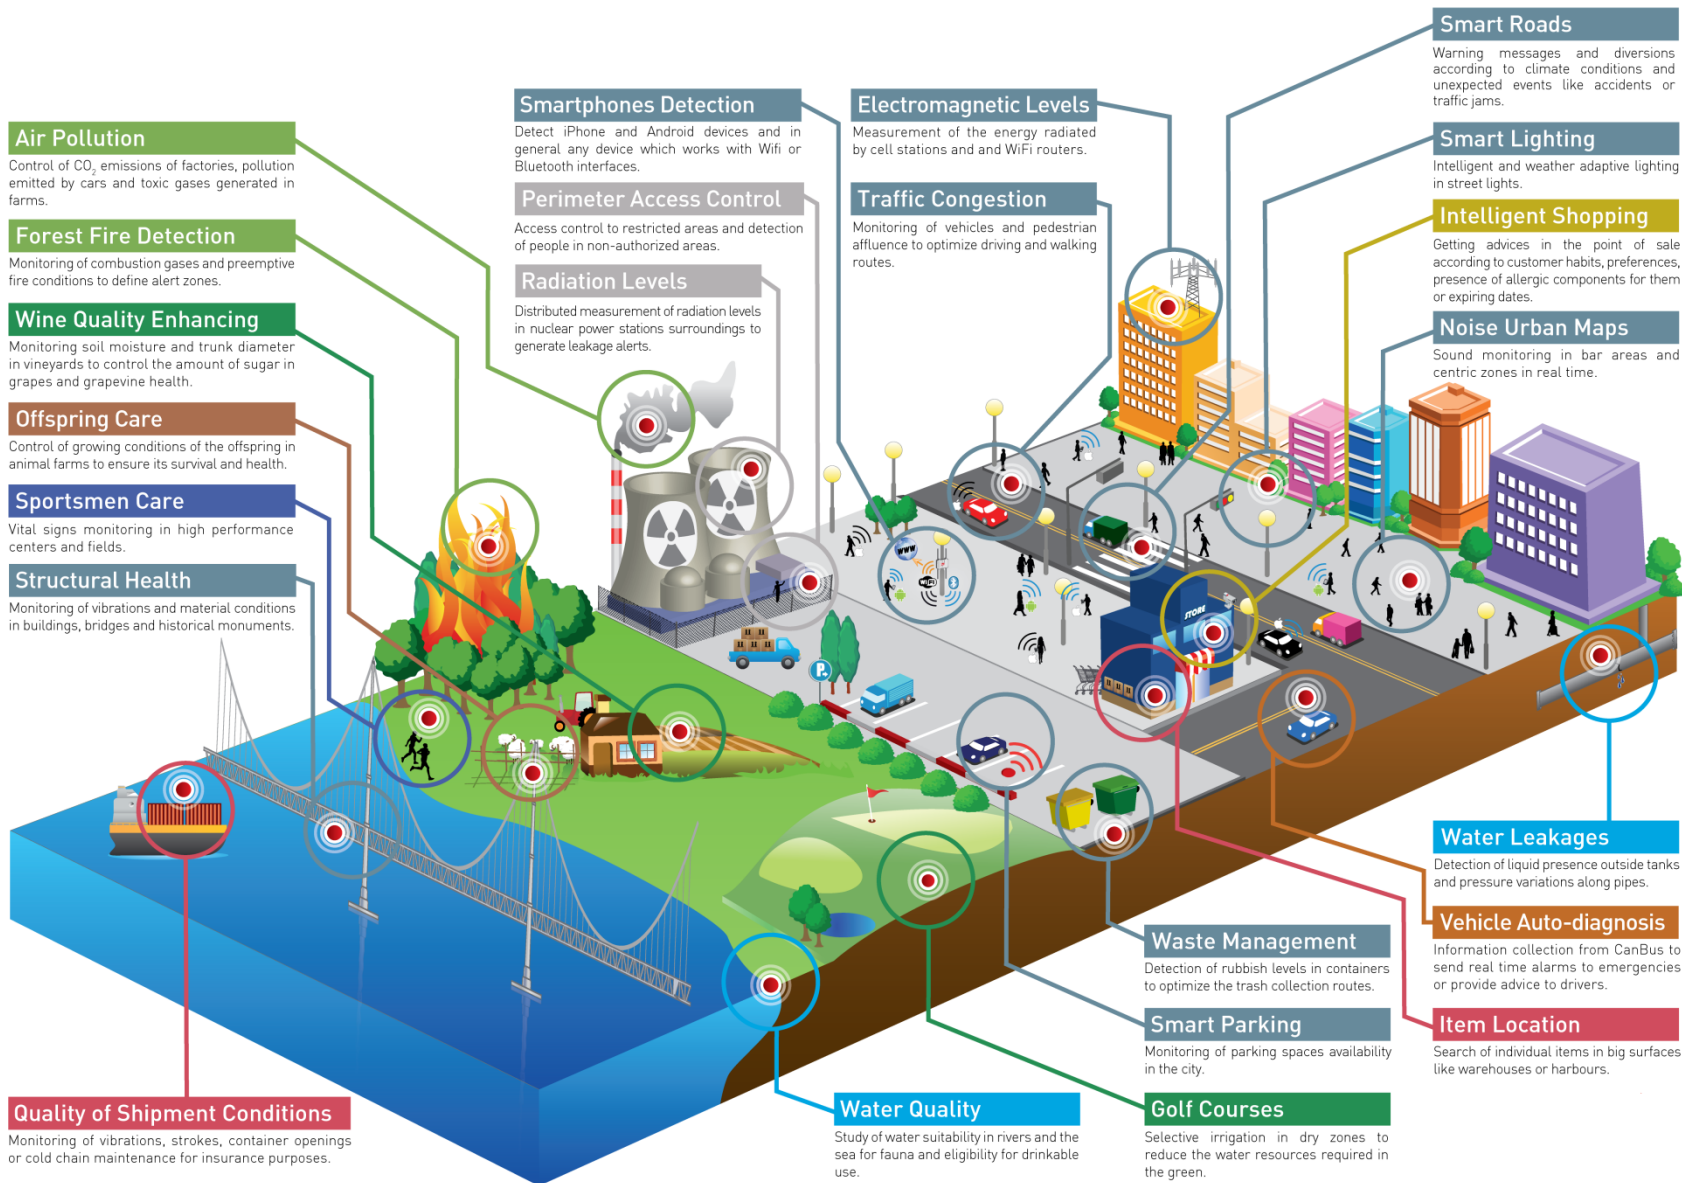 Air Pollution
Control of CO₂ emissions of factories, pollution
emitted by cars and toxic gases generated in
farms.
Forest Fire Detection
Monitoring of combustion gases and preemptive
fire conditions to define alert zones.
Wine Quality Enhancing
Monitoring soil moisture and trunk diameter
in vineyards to control the amount of sugar in
grapes and grapevine health.
Offspring Care
Control of growing conditions of the offspring in
animal farms to ensure its survival and health.
Sportsmen Care
Vital signs monitoring in high performance
centers and fields.
Structural Health
Monitoring of vibrations and material conditions
in buildings, bridges and historical monuments.
Quality of Shipment Conditions
Monitoring of vibrations, strokes, container openings
or cold chain maintenance for insurance purposes.
Smartphones Detection
Detect iPhone and Android devices and in
general any device which works with Wifi or
Bluetooth interfaces.
Perimeter Access Control
Access control to restricted areas and detection
of people in non-authorized areas.
Radiation Levels
Distributed measurement of radiation levels
in nuclear power stations surroundings to
generate leakage alerts.
Electromagnetic Levels
Measurement of the energy radiated
by cell stations and and WiFi routers.
Traffic Congestion
Monitoring of vehicles and pedestrian
affluence to optimize driving and walking
routes.
Smart Roads
Warning messages and diversions
according to climate conditions and
unexpected events like accidents or
traffic jams.
Smart Lighting
Intelligent and weather adaptive lighting
in street lights.
Intelligent Shopping
Getting advices in the point of sale
according to customer habits, preferences,
presence of allergic components for them
or expiring dates.
Noise Urban Maps
Sound monitoring in bar areas and
centric zones in real time.
www
WiFi
STORE
P
Water Leakages
Detection of liquid presence outside tanks
and pressure variations along pipes.
Vehicle Auto-diagnosis
Information collection from CanBus to
send real time alarms to emergencies
or provide advice to drivers.
Item Location
Search of individual items in big surfaces
like warehouses or harbours.
Waste Management
Detection of rubbish levels in containers
to optimize the trash collection routes.
Smart Parking
Monitoring of parking spaces availability
in the city.
Golf Courses
Selective irrigation in dry zones to
reduce the water resources required in
the green.
Water Quality
Study of water suitability in rivers and the
sea for fauna and eligibility for drinkable
use.